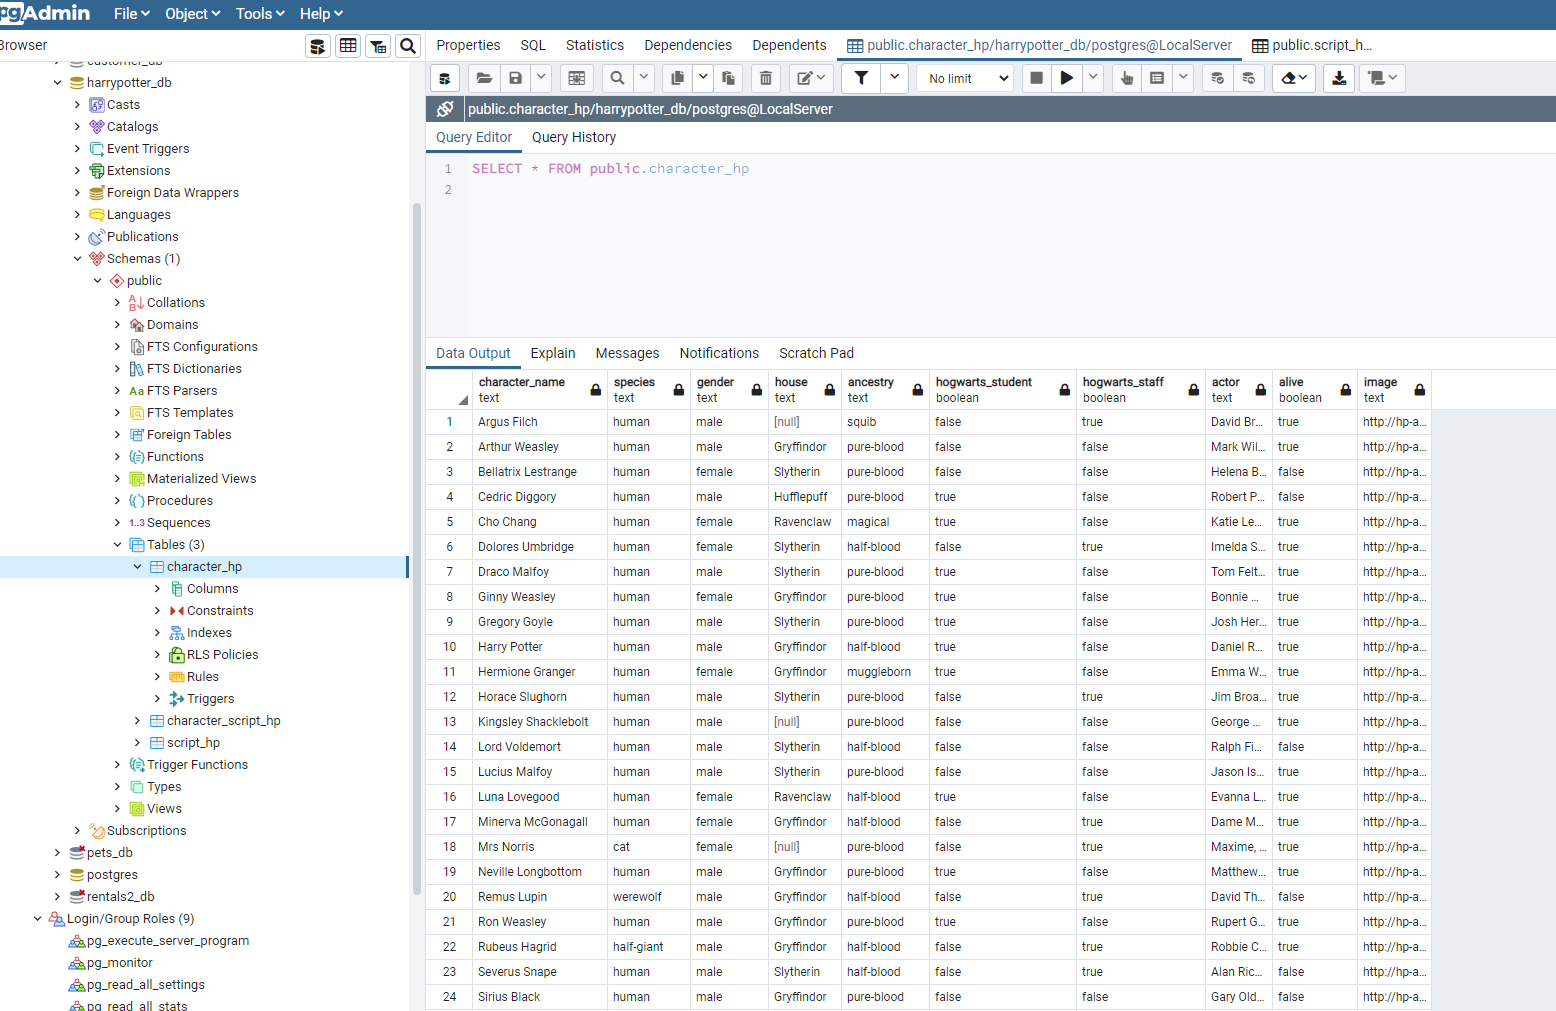 pgAdmin File Object Tools Help
Browser
Properties SQL Statistics Dependencies Dependents public.character_hp/harrypotter_db/postgres@LocalServer public.script_h...
customer_db
harrypotter_db
Casts
Catalogs
Event Triggers
Extensions
Foreign Data Wrappers
Languages
Publications
Schemas (1)
public
Collations
Domains
FTS Configurations
FTS Dictionaries
Aa FTS Parsers
FTS Templates
Foreign Tables
Functions
Materialized Views
Procedures
1..3 Sequences
Tables (3)
character_hp
Columns
Constraints
Indexes
RLS Policies
Rules
Triggers
character_script_hp
script_hp
Trigger Functions
Types
Views
Subscriptions
pets_db
postgres
rentals2_db
Login/Group Roles (9)
pg_execute_server_program
pg_monitor
pg_read_all_settings
pg_read_all_stats
No limit
public.character_hp/harrypotter_db/postgres@LocalServer
Query Editor Query History
1 SELECT * FROM public.character_hp
2
Data Output Explain Messages Notifications Scratch Pad
character_name species gender house ancestry hogwarts_student hogwarts_staff actor alive image
text text text text text boolean boolean text boolean text
1 Argus Filch human male [null] squib false true David Br... true http://hp-a...
2 Arthur Weasley human male Gryffindor pure-blood false false Mark Wil... true http://hp-a...
3 Bellatrix Lestrange human female Slytherin pure-blood false false Helena B... false http://hp-a...
4 Cedric Diggory human male Hufflepuff pure-blood true false Robert P... false http://hp-a...
5 Cho Chang human female Ravenclaw magical true false Katie Le... true http://hp-a...
6 Dolores Umbridge human female Slytherin half-blood false true Imelda S... true http://hp-a...
7 Draco Malfoy human male Slytherin pure-blood true false Tom Felt... true http://hp-a...
8 Ginny Weasley human female Gryffindor pure-blood true false Bonnie ... true http://hp-a...
9 Gregory Goyle human male Slytherin pure-blood true false Josh Her... true http://hp-a...
10 Harry Potter human male Gryffindor half-blood true false Daniel R... true http://hp-a...
11 Hermione Granger human female Gryffindor muggleborn true false Emma W... true http://hp-a...
12 Horace Slughorn human male Slytherin pure-blood false true Jim Broa... true http://hp-a...
13 Kingsley Shacklebolt human male [null] pure-blood false false George ... true http://hp-a...
14 Lord Voldemort human male Slytherin half-blood false false Ralph Fi... false http://hp-a...
15 Lucius Malfoy human male Slytherin pure-blood false false Jason Is... true http://hp-a...
16 Luna Lovegood human female Ravenclaw half-blood true false Evanna L... true http://hp-a...
17 Minerva McGonagall human female Gryffindor half-blood false true Dame M... true http://hp-a...
18 Mrs Norris cat female [null] pure-blood false true Maxime, ... true http://hp-a...
19 Neville Longbottom human male Gryffindor pure-blood true false Matthew... true http://hp-a...
20 Remus Lupin werewolf male Gryffindor half-blood false true David Th... false http://hp-a...
21 Ron Weasley human male Gryffindor pure-blood true false Rupert G... true http://hp-a...
22 Rubeus Hagrid half-giant male Gryffindor half-blood false true Robbie C... true http://hp-a...
23 Severus Snape human male Slytherin half-blood false true Alan Ric... false http://hp-a...
24 Sirius Black human male Gryffindor pure-blood false false Gary Old... false http://hp-a...